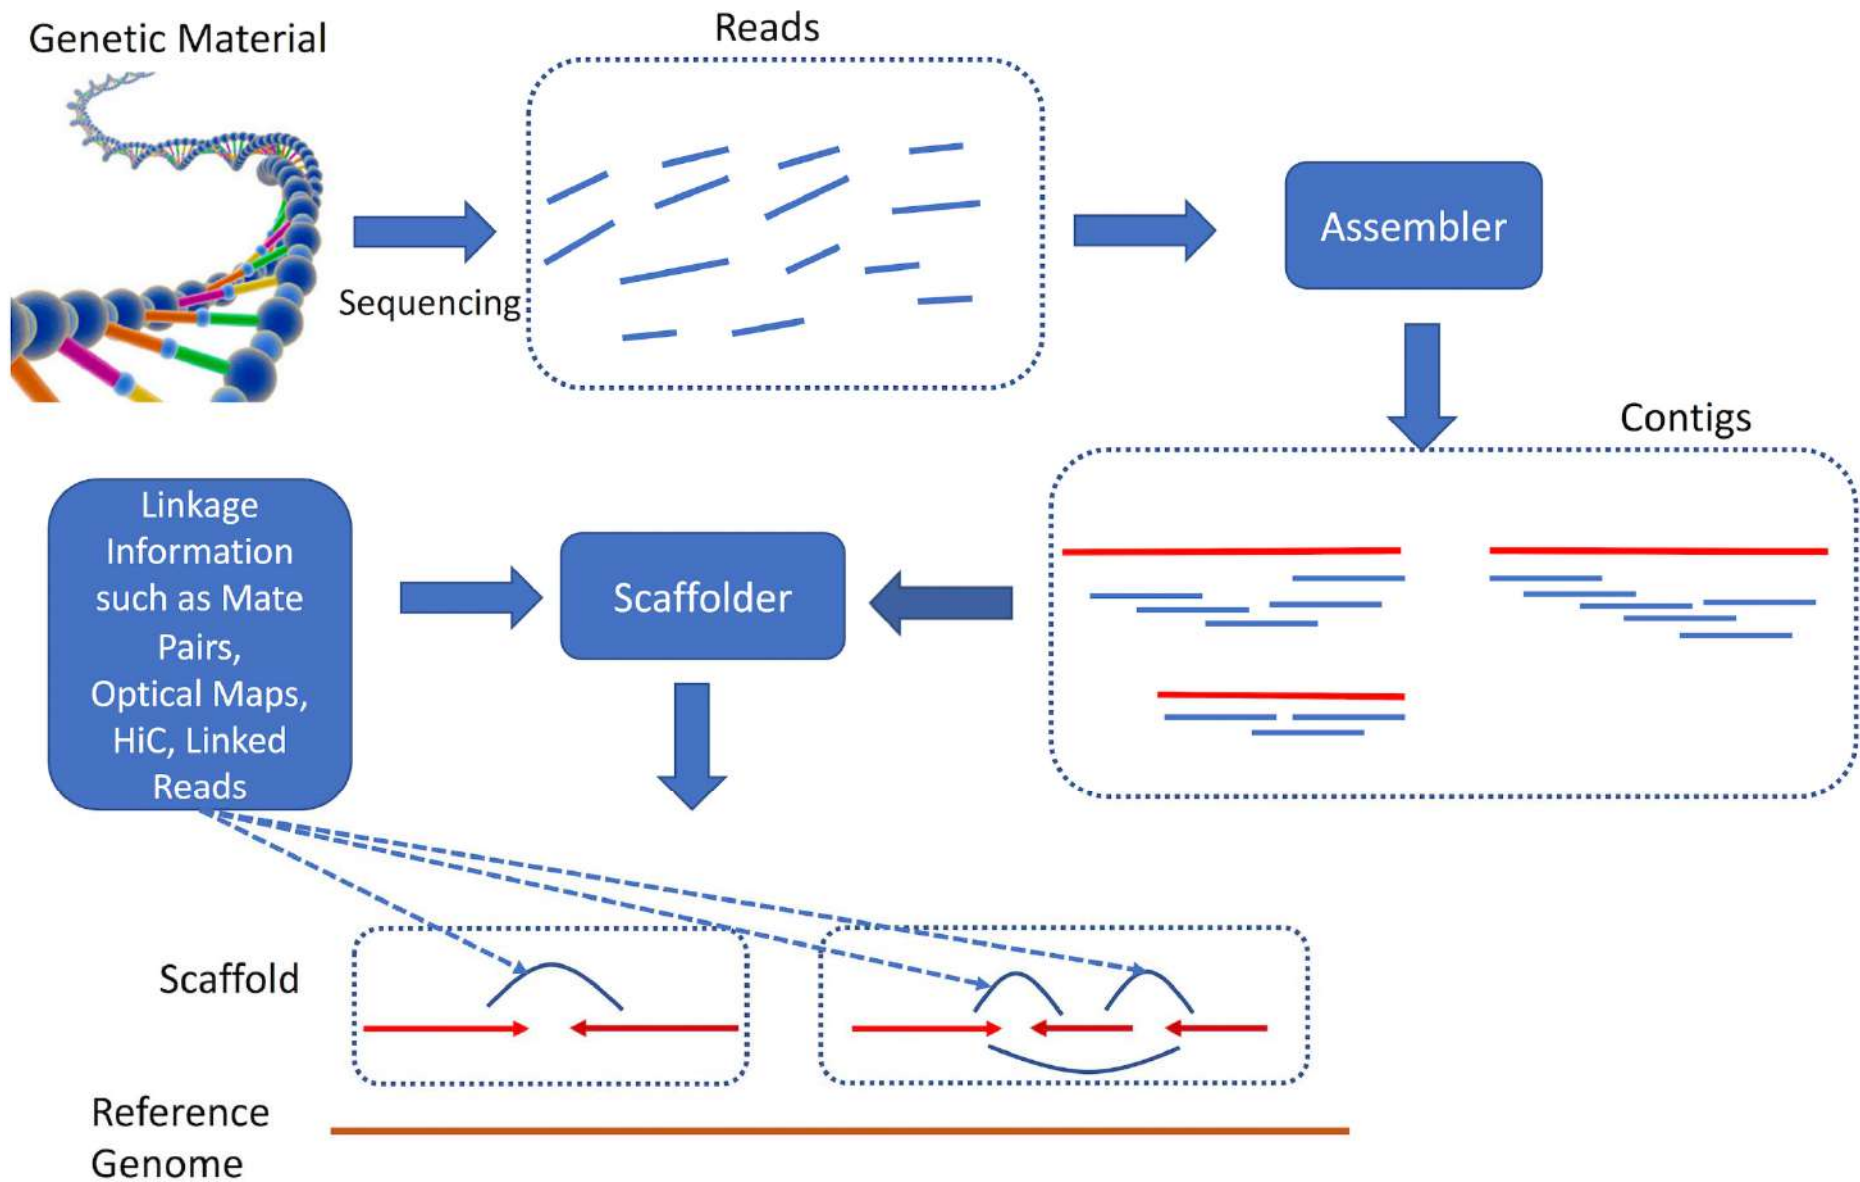 Genetic Material
Reads
Sequencing
Assembler
Contigs
Linkage
Information
such as Mate
Pairs,
Optical Maps,
HiC, Linked
Reads
Scaffolder
Scaffold
Reference
Genome